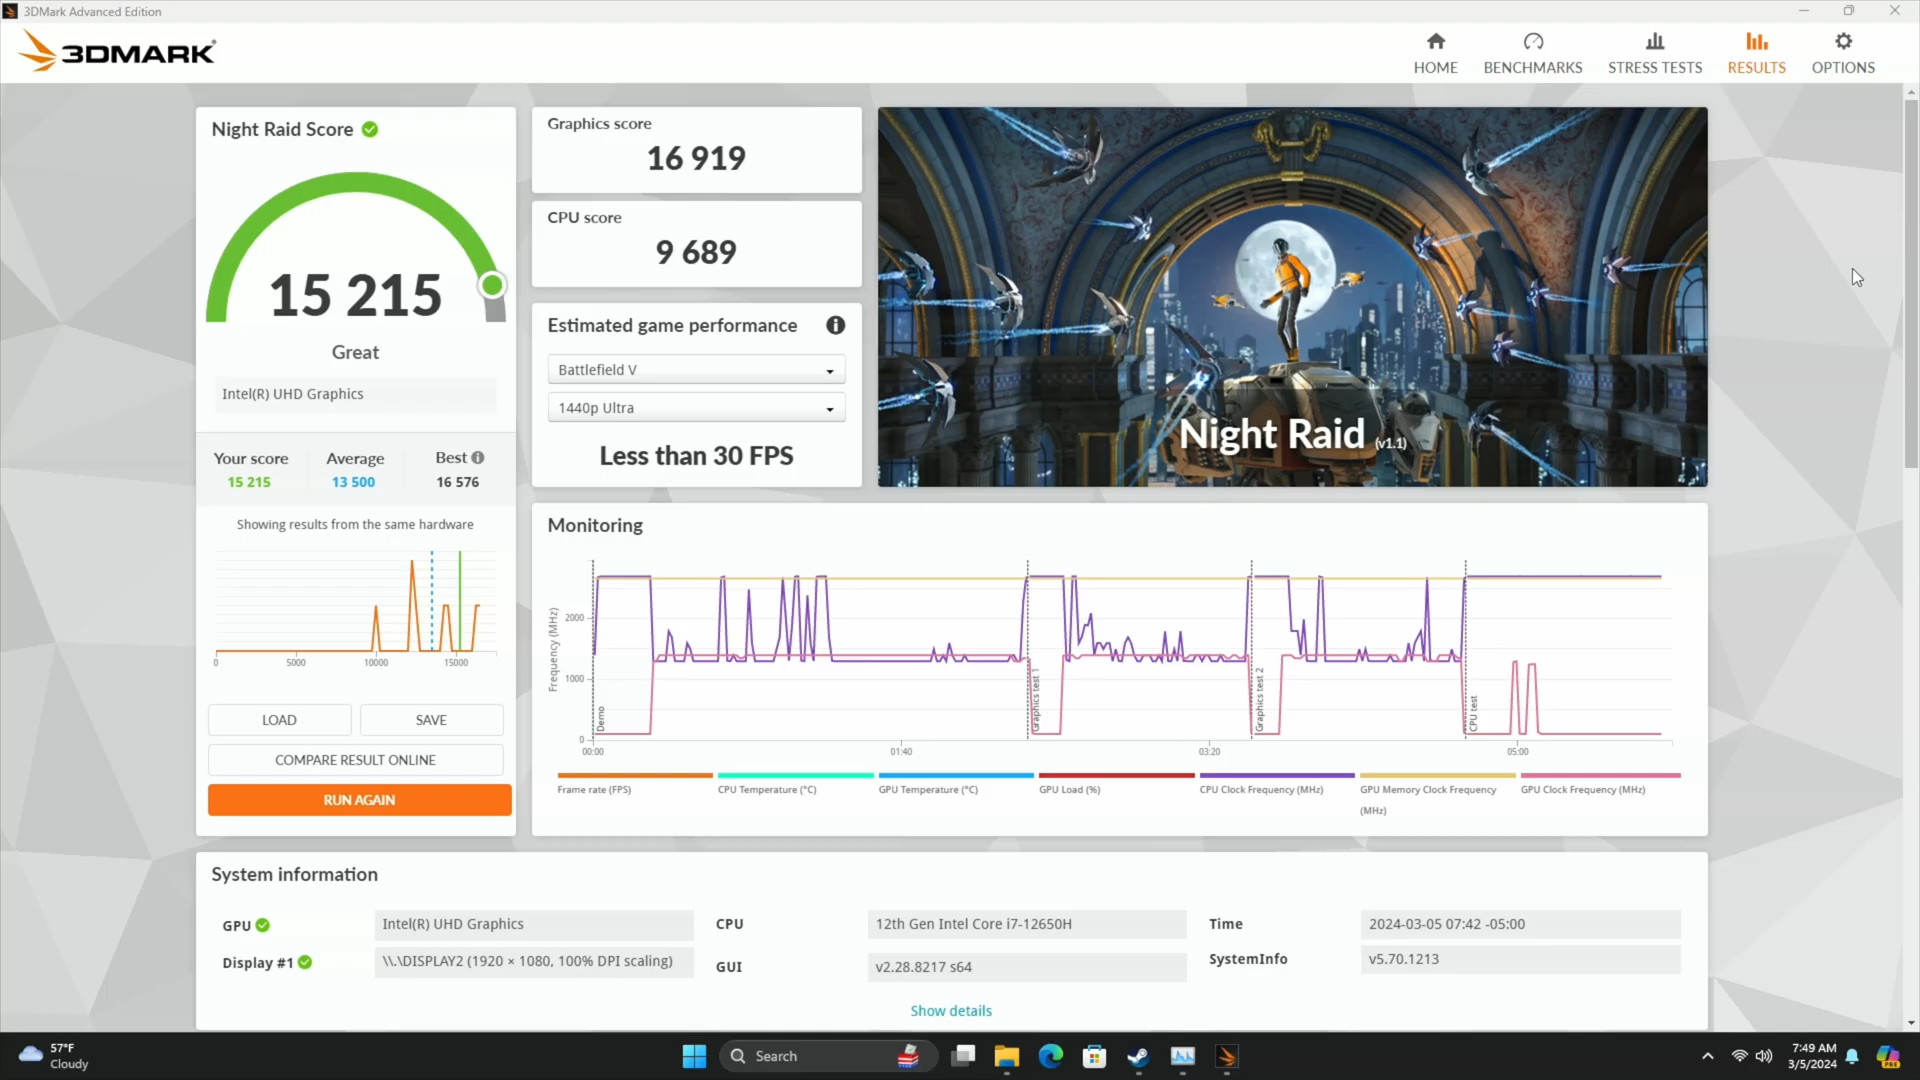 3DMark Advanced Edition
3DMARK
HOME
BENCHMARKS
STRESS TESTS
RESULTS
OPTIONS
Night Raid Score
15 215
Great
Intel(R) UHD Graphics
Your score
Average
Best
15 215
13 500
16 576
Showing results from the same hardware
0
5000
10000
15000
LOAD
SAVE
COMPARE RESULT ONLINE
RUN AGAIN
Graphics score
16 919
CPU score
9 689
Estimated game performance
Battlefield V
1440p Ultra
Less than 30 FPS
Night Raid (v1.1)
Monitoring
Frequency (MHz)
2000
1000
0
Demo
Graphics test 1
Graphics test 2
CPU test
00:00
01:40
03:20
05:00
Frame rate (FPS)
CPU Temperature (°C)
GPU Temperature (°C)
GPU Load (%)
CPU Clock Frequency (MHz)
GPU Memory Clock Frequency
(MHz)
GPU Clock Frequency (MHz)
System information
GPU
Intel(R) UHD Graphics
CPU
12th Gen Intel Core i7-12650H
Time
2024-03-05 07:42 -05:00
Display #1
\\.\DISPLAY2 (1920 × 1080, 100% DPI scaling)
GUI
v2.28.8217 s64
SystemInfo
v5.70.1213
Show details
57°F
Cloudy
Search
7:49 AM
3/5/2024
PRE